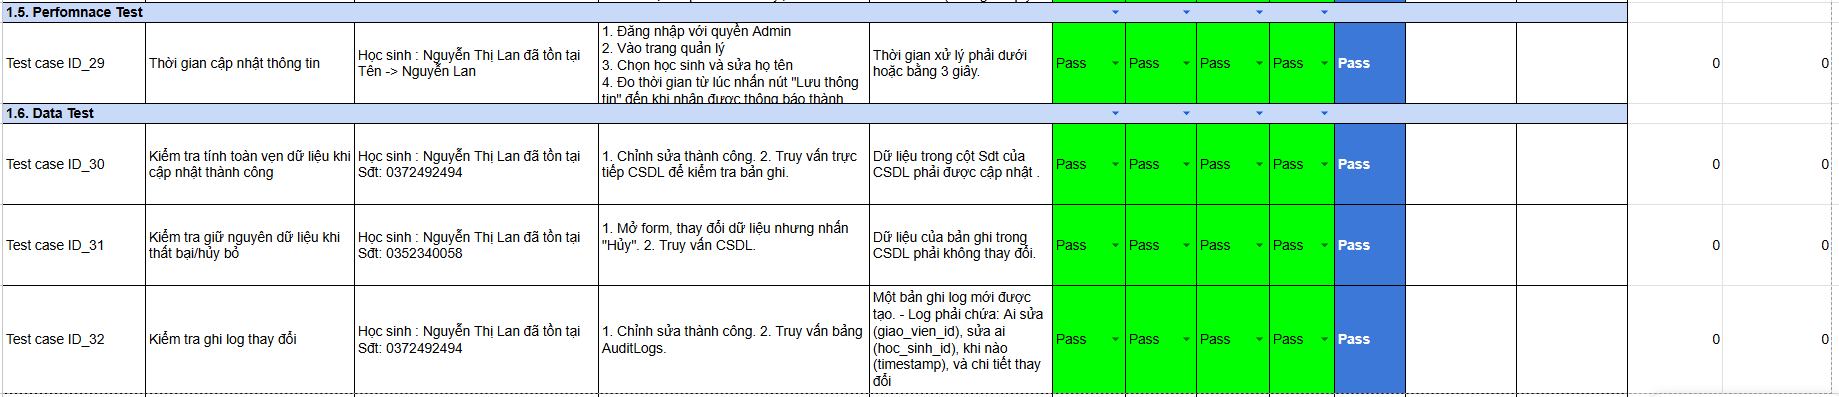 1.5. Perfomnace Test
Test case ID_29
Thời gian cập nhật thông tin
Học sinh : Nguyễn Thị Lan đã tồn tại
Tên -> Nguyễn Lan
1. Đăng nhập với quyền Admin
2. Vào trang quản lý
3. Chọn học sinh và sửa họ tên
4. Đo thời gian từ lúc nhấn nút "Lưu thông
tin" đến khi nhận được thông báo thành
Thời gian xử lý phải dưới
hoặc bằng 3 giây.
Pass
Pass
Pass
Pass
Pass
0
0
1.6. Data Test
Test case ID_30
Kiểm tra tính toàn vẹn dữ liệu khi
cập nhật thành công
Học sinh : Nguyễn Thị Lan đã tồn tại
Sđt: 0372492494
1. Chỉnh sửa thành công. 2. Truy vấn trực
tiếp CSDL để kiểm tra bản ghi.
Dữ liệu trong cột Sdt của
CSDL phải được cập nhật .
Pass
Pass
Pass
Pass
Pass
0
0
Test case ID_31
Kiểm tra giữ nguyên dữ liệu khi
thất bại/hủy bỏ
Học sinh : Nguyễn Thị Lan đã tồn tại
Sđt: 0352340058
1. Mở form, thay đổi dữ liệu nhưng nhấn
"Hủy". 2. Truy vấn CSDL.
Dữ liệu của bản ghi trong
CSDL phải không thay đổi.
Pass
Pass
Pass
Pass
Pass
0
0
Test case ID_32
Kiểm tra ghi log thay đổi
Học sinh : Nguyễn Thị Lan đã tồn tại
Sđt: 0372492494
1. Chỉnh sửa thành công. 2. Truy vấn bảng
AuditLogs.
Một bản ghi log mới được
tạo. - Log phải chứa: Ai sửa
(giao_vien_id), sửa ai
(hoc_sinh_id), khi nào
(timestamp), và chi tiết thay
đổi
Pass
Pass
Pass
Pass
Pass
0
0